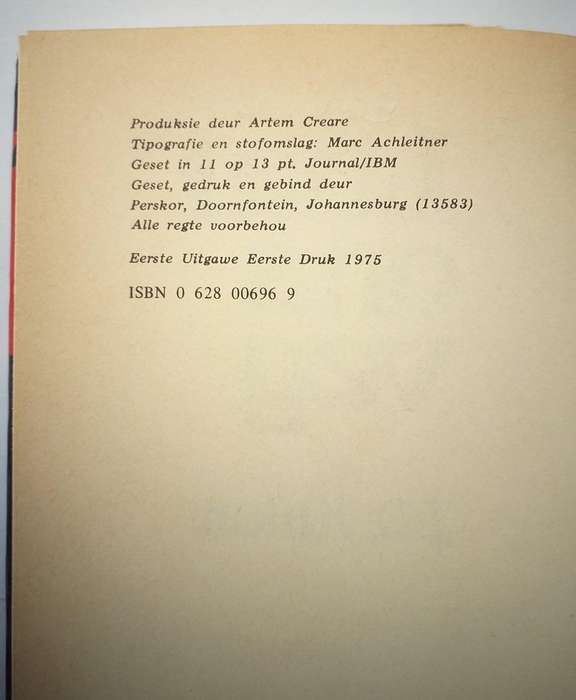 Produksie deur Artem Creare
Tipografie en stofomslag: Marc Achleitner
Geset in 11 op 13 pt. Journal/IBM
Geset, gedruk en gebind deur
Perskor, Doornfontein, Johannesburg (13583)
Alle regte voorbehou
Eerste Uitgawe Eerste Druk 1975
ISBN 0 628 00696 9